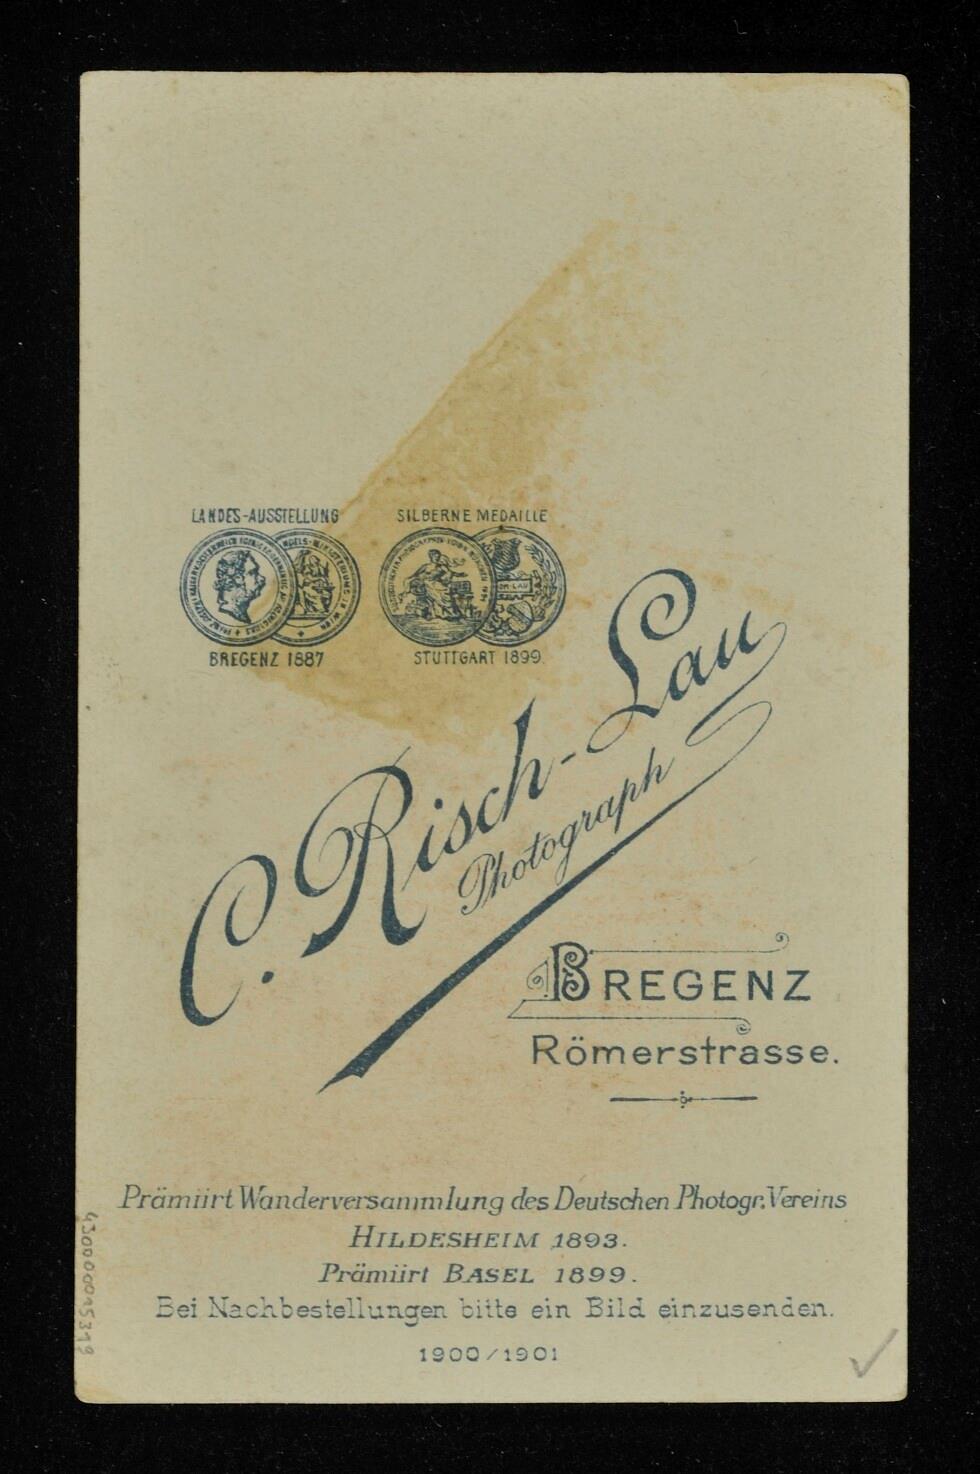 LANDES-AUSSTELLUNG
BREGENZ 1887
SILBERNE MEDAILLE
STUTTGART 1899.
C. Risch-Lau
Photograph
BREGENZ
Römerstrasse.
Prämiirt Wanderversammlung des Deutschen Photogr. Vereins
HILDESHEIM 1893.
Prämiirt BASEL 1899.
Bei Nachbestellungen bitte ein Bild einzusenden.
1900/1901